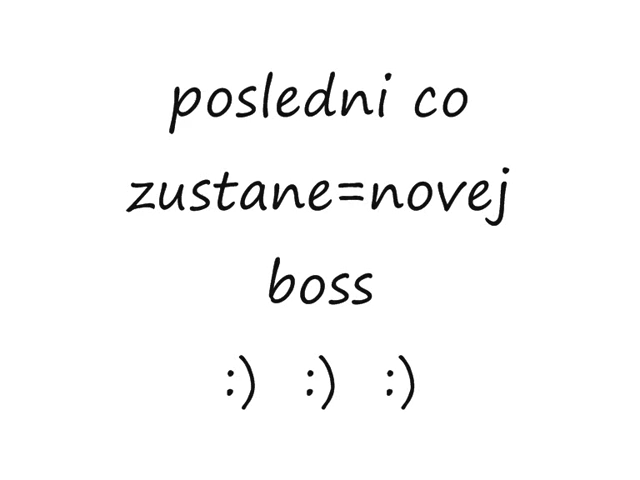 posledni co
zustane=novej
boss
:) :) :)